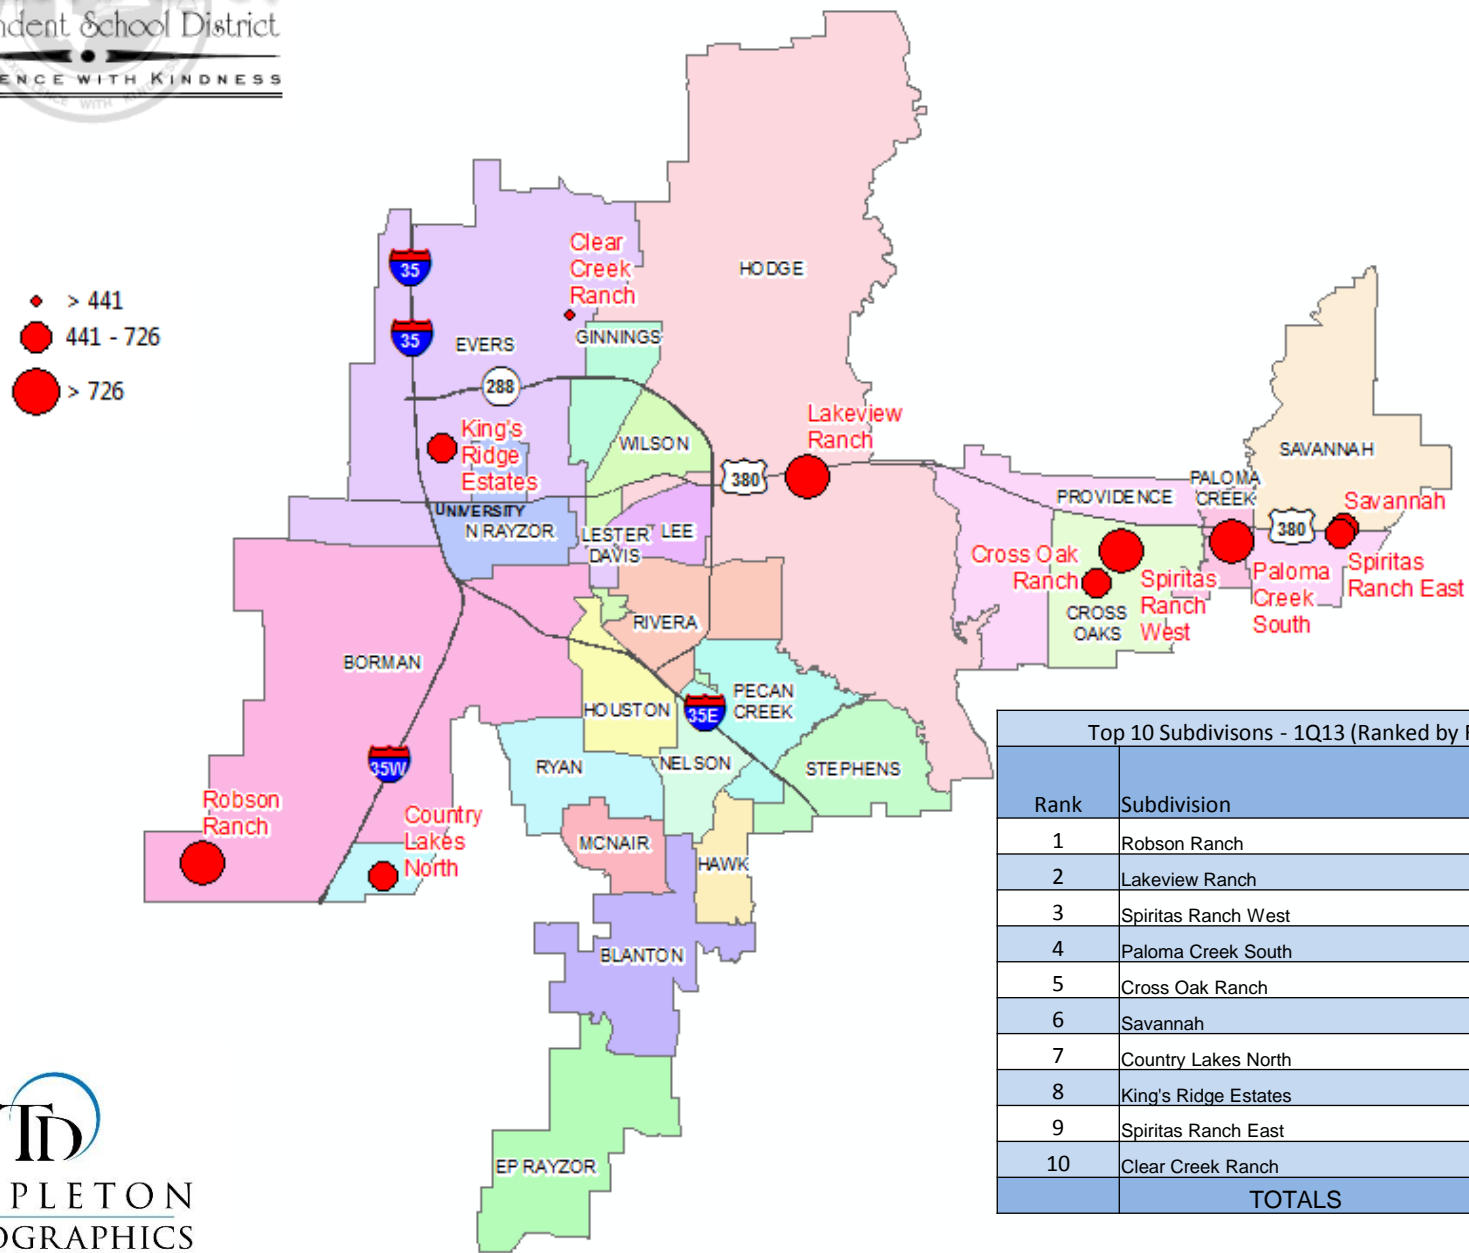 ndent School District
ENCE WITH KINDNESS
ENCE WITH KINDNESS
> 441
441 - 726
> 726
35
35
EVERS
288
Clear
Creek
Ranch
GINNINGS
HODGE
King's
Ridge
Estates
WILSON
Lakeview
Ranch
380
UNIVERSITY
N RAYZOR
LESTER
DAVIS
LEE
PROVIDENCE
PALOMA
CREEK
SAVANNAH
Savannah
380
Spiritas
Ranch East
Cross Oak
Ranch
Spiritas
Ranch
West
Paloma
Creek
South
CROSS
OAKS
RIVERA
BORMAN
HOUSTON
35E
PECAN
CREEK
35W
RYAN
NELSON
STEPHENS
Robson
Ranch
Country
Lakes
North
MCNAIR
HAWK
BLANTON
EP RAYZOR
Top 10 Subdivisons - 1Q13 (Ranked by
Rank Subdivision
1 Robson Ranch
2 Lakeview Ranch
3 Spiritas Ranch West
4 Paloma Creek South
5 Cross Oak Ranch
6 Savannah
7 Country Lakes North
8 King's Ridge Estates
9 Spiritas Ranch East
10 Clear Creek Ranch
TOTALS
TD
PLETON
OGRAPHICS